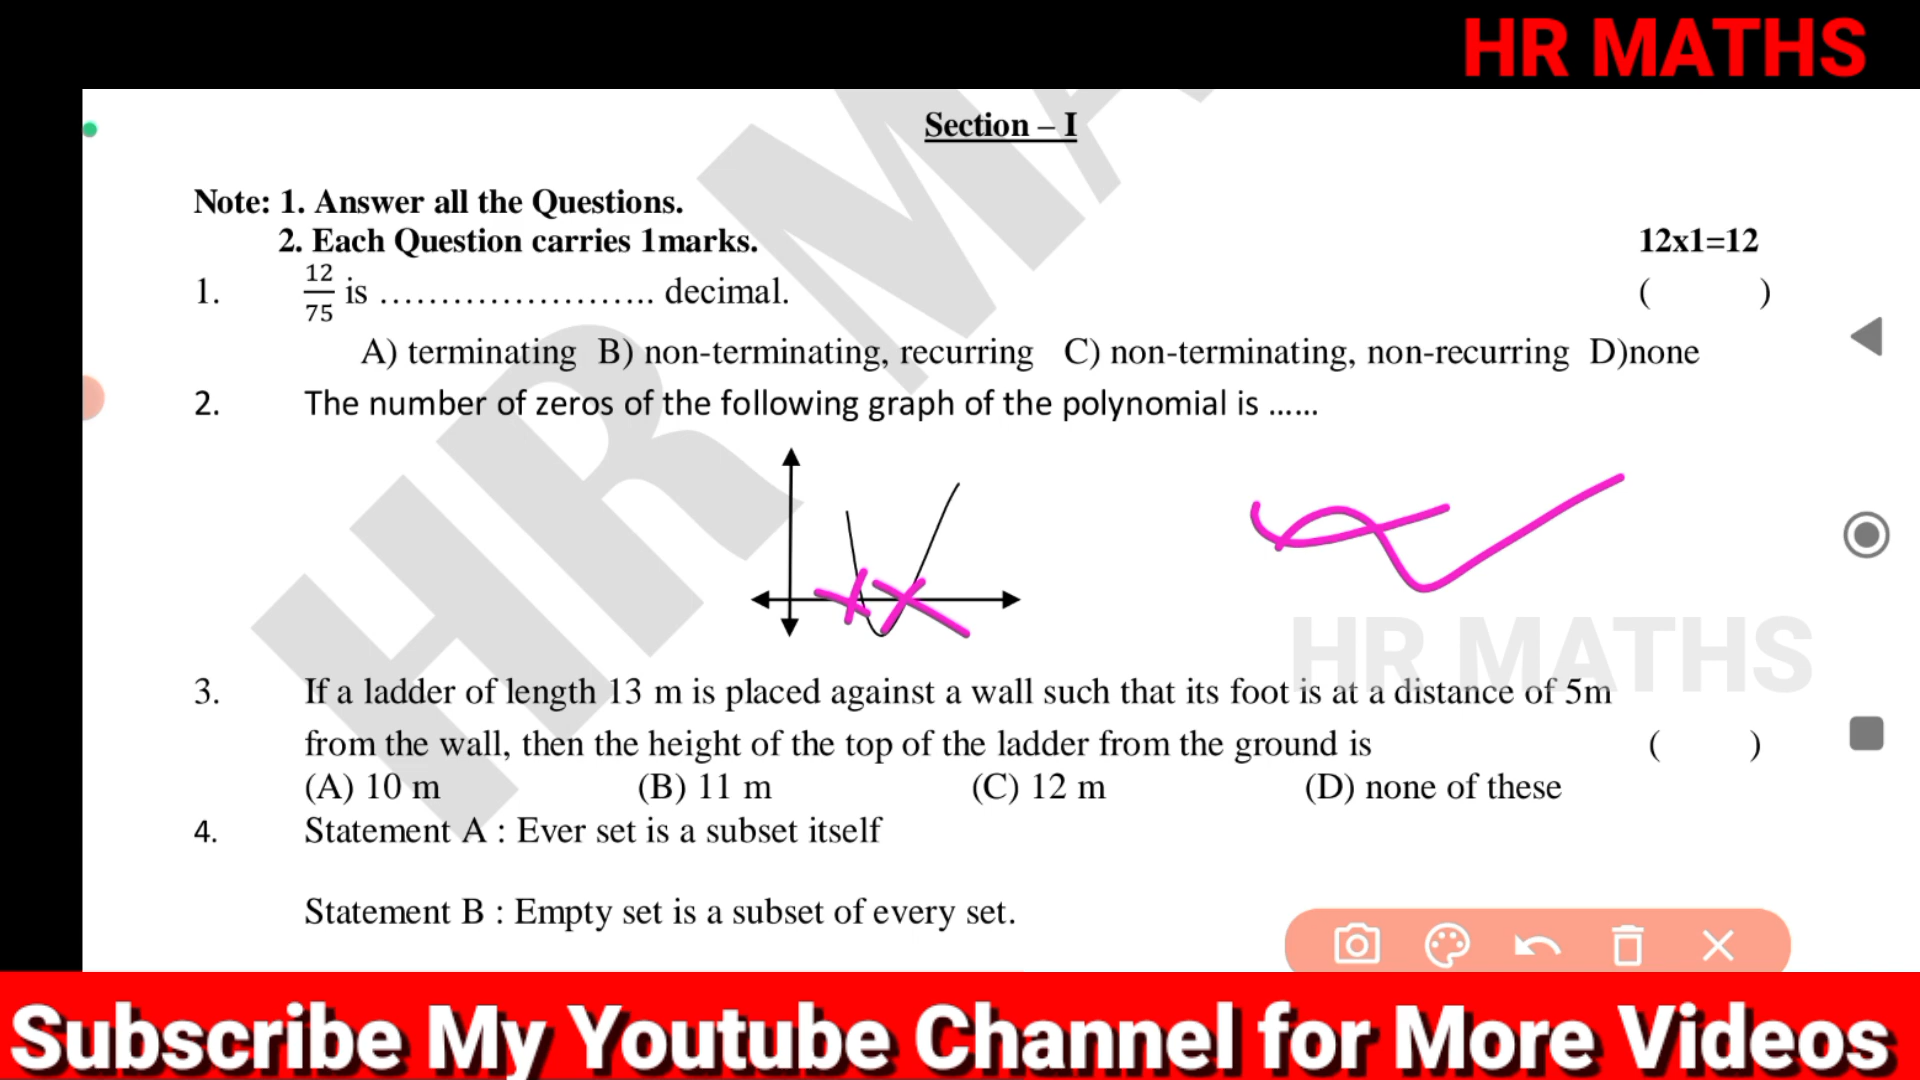 HR MATHS
Section – I
Note: 1. Answer all the Questions.
2. Each Question carries 1marks. 12x1=12
1. 12/75 is ........................ decimal. ( )
A) terminating B) non-terminating, recurring C) non-terminating, non-recurring D)none
2. The number of zeros of the following graph of the polynomial is ......
HR MATHS
3. If a ladder of length 13 m is placed against a wall such that its foot is at a distance of 5m
from the wall, then the height of the top of the ladder from the ground is ( )
(A) 10 m (B) 11 m (C) 12 m (D) none of these
4. Statement A : Ever set is a subset itself
Statement B : Empty set is a subset of every set.
HR MA
Subscribe My Youtube Channel for More Videos